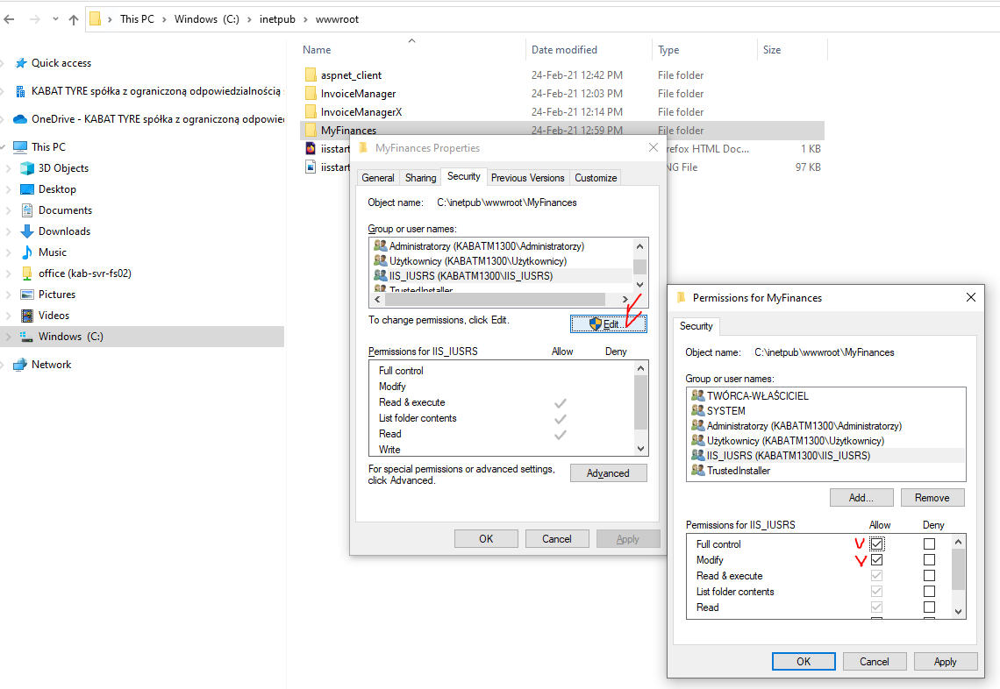 This PC > Windows (C:) > inetpub > wwwroot
Name Date modified Type Size
Quick access
KABAT TYRE spółka z ograniczoną odpowiedzialnością
OneDrive - KABAT TYRE spółka z ograniczoną odpowie
This PC
3D Objects
Desktop
Documents
Downloads
Music
office (kab-svr-fs02)
Pictures
Videos
Windows (C:)
Network
aspnet_client 24-Feb-21 12:42 PM File folder
InvoiceManager 24-Feb-21 12:03 PM File folder
InvoiceManagerX 24-Feb-21 12:14 PM File folder
MyFinances 24-Feb-21 12:59 PM File folder
iisstart refox HTML Doc... 1 KB
iisstart NG File 97 KB
MyFinances Properties
General Sharing Security Previous Versions Customize
Object name: C:\inetpub\wwwroot\MyFinances
Group or user names:
Administratorzy (KABATM1300\Administratorzy)
Użytkownicy (KABATM1300\Użytkownicy)
IIS_IUSRS (KABATM1300\IIS_IUSRS)
TrustedInstaller
To change permissions, click Edit.
Edit...
Permissions for IIS_IUSRS Allow Deny
Full control
Modify
Read & execute
List folder contents
Read
Write
For special permissions or advanced settings,
click Advanced.
Advanced
OK Cancel Apply
Permissions for MyFinances
Security
Object name: C:\inetpub\wwwroot\MyFinances
Group or user names:
TWÓRCA-WŁAŚCICIEL
SYSTEM
Administratorzy (KABATM1300\Administratorzy)
Użytkownicy (KABATM1300\Użytkownicy)
IIS_IUSRS (KABATM1300\IIS_IUSRS)
TrustedInstaller
Add... Remove
Permissions for IIS_IUSRS Allow Deny
Full control
Modify
Read & execute
List folder contents
Read
OK Cancel Apply